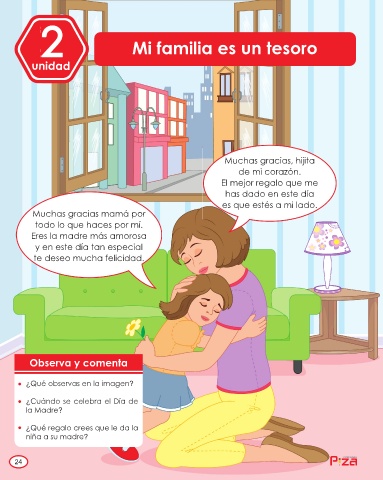 2
unidad
Mi familia es un tesoro
Muchas gracias, hijita
de mi corazón.
El mejor regalo que me
has dado en este día
es que estés a mi lado.
Muchas gracias mamá por
todo lo que haces por mí.
Eres la madre más amorosa
y en este día tan especial
te deseo mucha felicidad.
Observa y comenta
• ¿Qué observas en la imagen?
• ¿Cuándo se celebra el Día de
la Madre?
• ¿Qué regalo crees que le da la
niña a su madre?
24
Piza